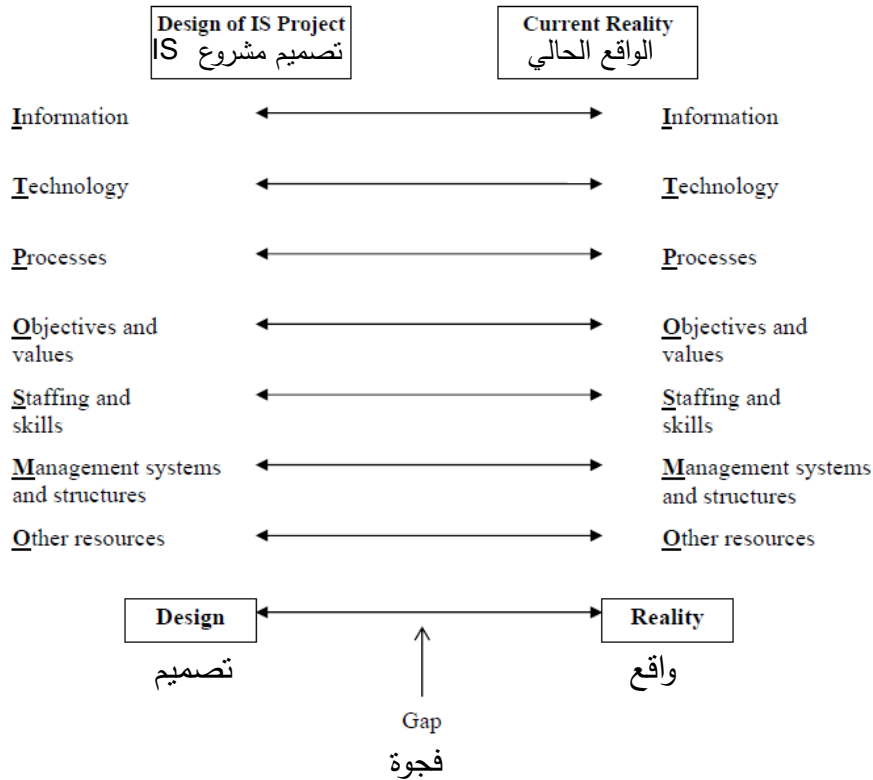 Design of IS Project
تصميم مشروع IS
Current Reality
الواقع الحالي
Information
Information
Technology
Technology
Processes
Processes
Objectives and
values
Objectives and
values
Staffing and
skills
Staffing and
skills
Management systems
and structures
Management systems
and structures
Other resources
Other resources
Design
Reality
تصميم
واقع
Gap
فجوة